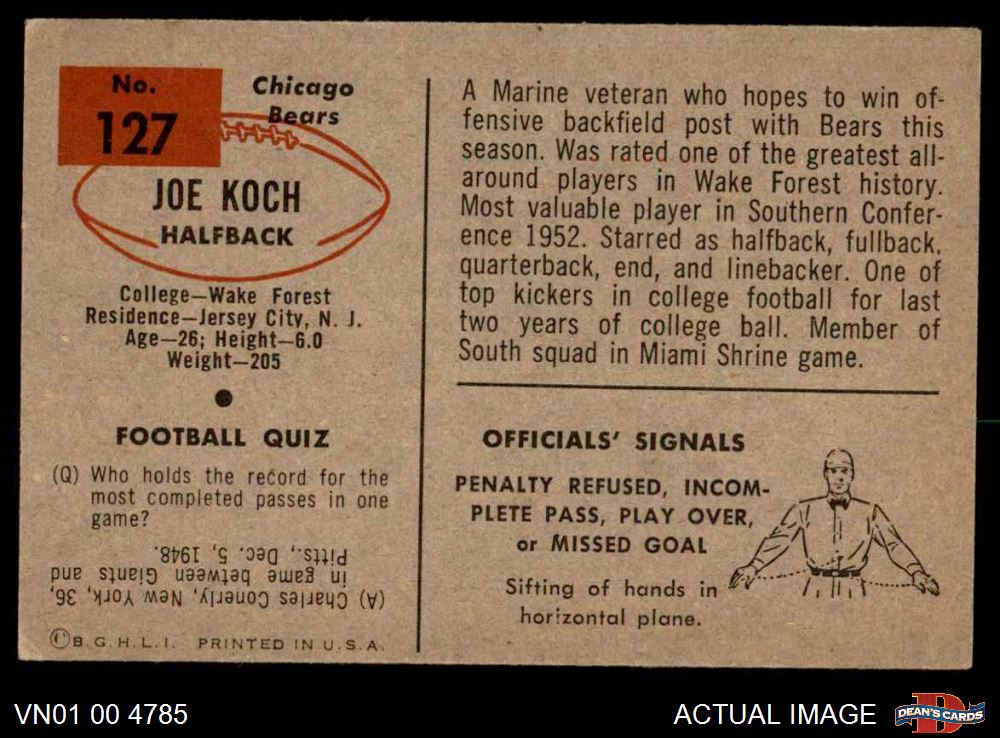 No.
127
Chicago
Bears
JOE KOCH
HALFBACK
College—Wake Forest
Residence—Jersey City, N. J.
Age—26; Height—6.0
Weight—205
FOOTBALL QUIZ
(Q) Who holds the record for the
most completed passes in one
game?
(A) Charles Conerly, New York, 36,
in game between Giants and
Pitts., Dec. 5, 1948.
©B.G.H.L.I. PRINTED IN U.S.A.
A Marine veteran who hopes to win of-
fensive backfield post with Bears this
season. Was rated one of the greatest all-
around players in Wake Forest history.
Most valuable player in Southern Confer-
ence 1952. Starred as halfback, fullback,
quarterback, end, and linebacker. One of
top kickers in college football for last
two years of college ball. Member of
South squad in Miami Shrine game.
OFFICIALS' SIGNALS
PENALTY REFUSED, INCOM-
PLETE PASS, PLAY OVER,
or MISSED GOAL
Sifting of hands in
horizontal plane.
VN01 00 4785
ACTUAL IMAGE
D
DEAN'S CARDS